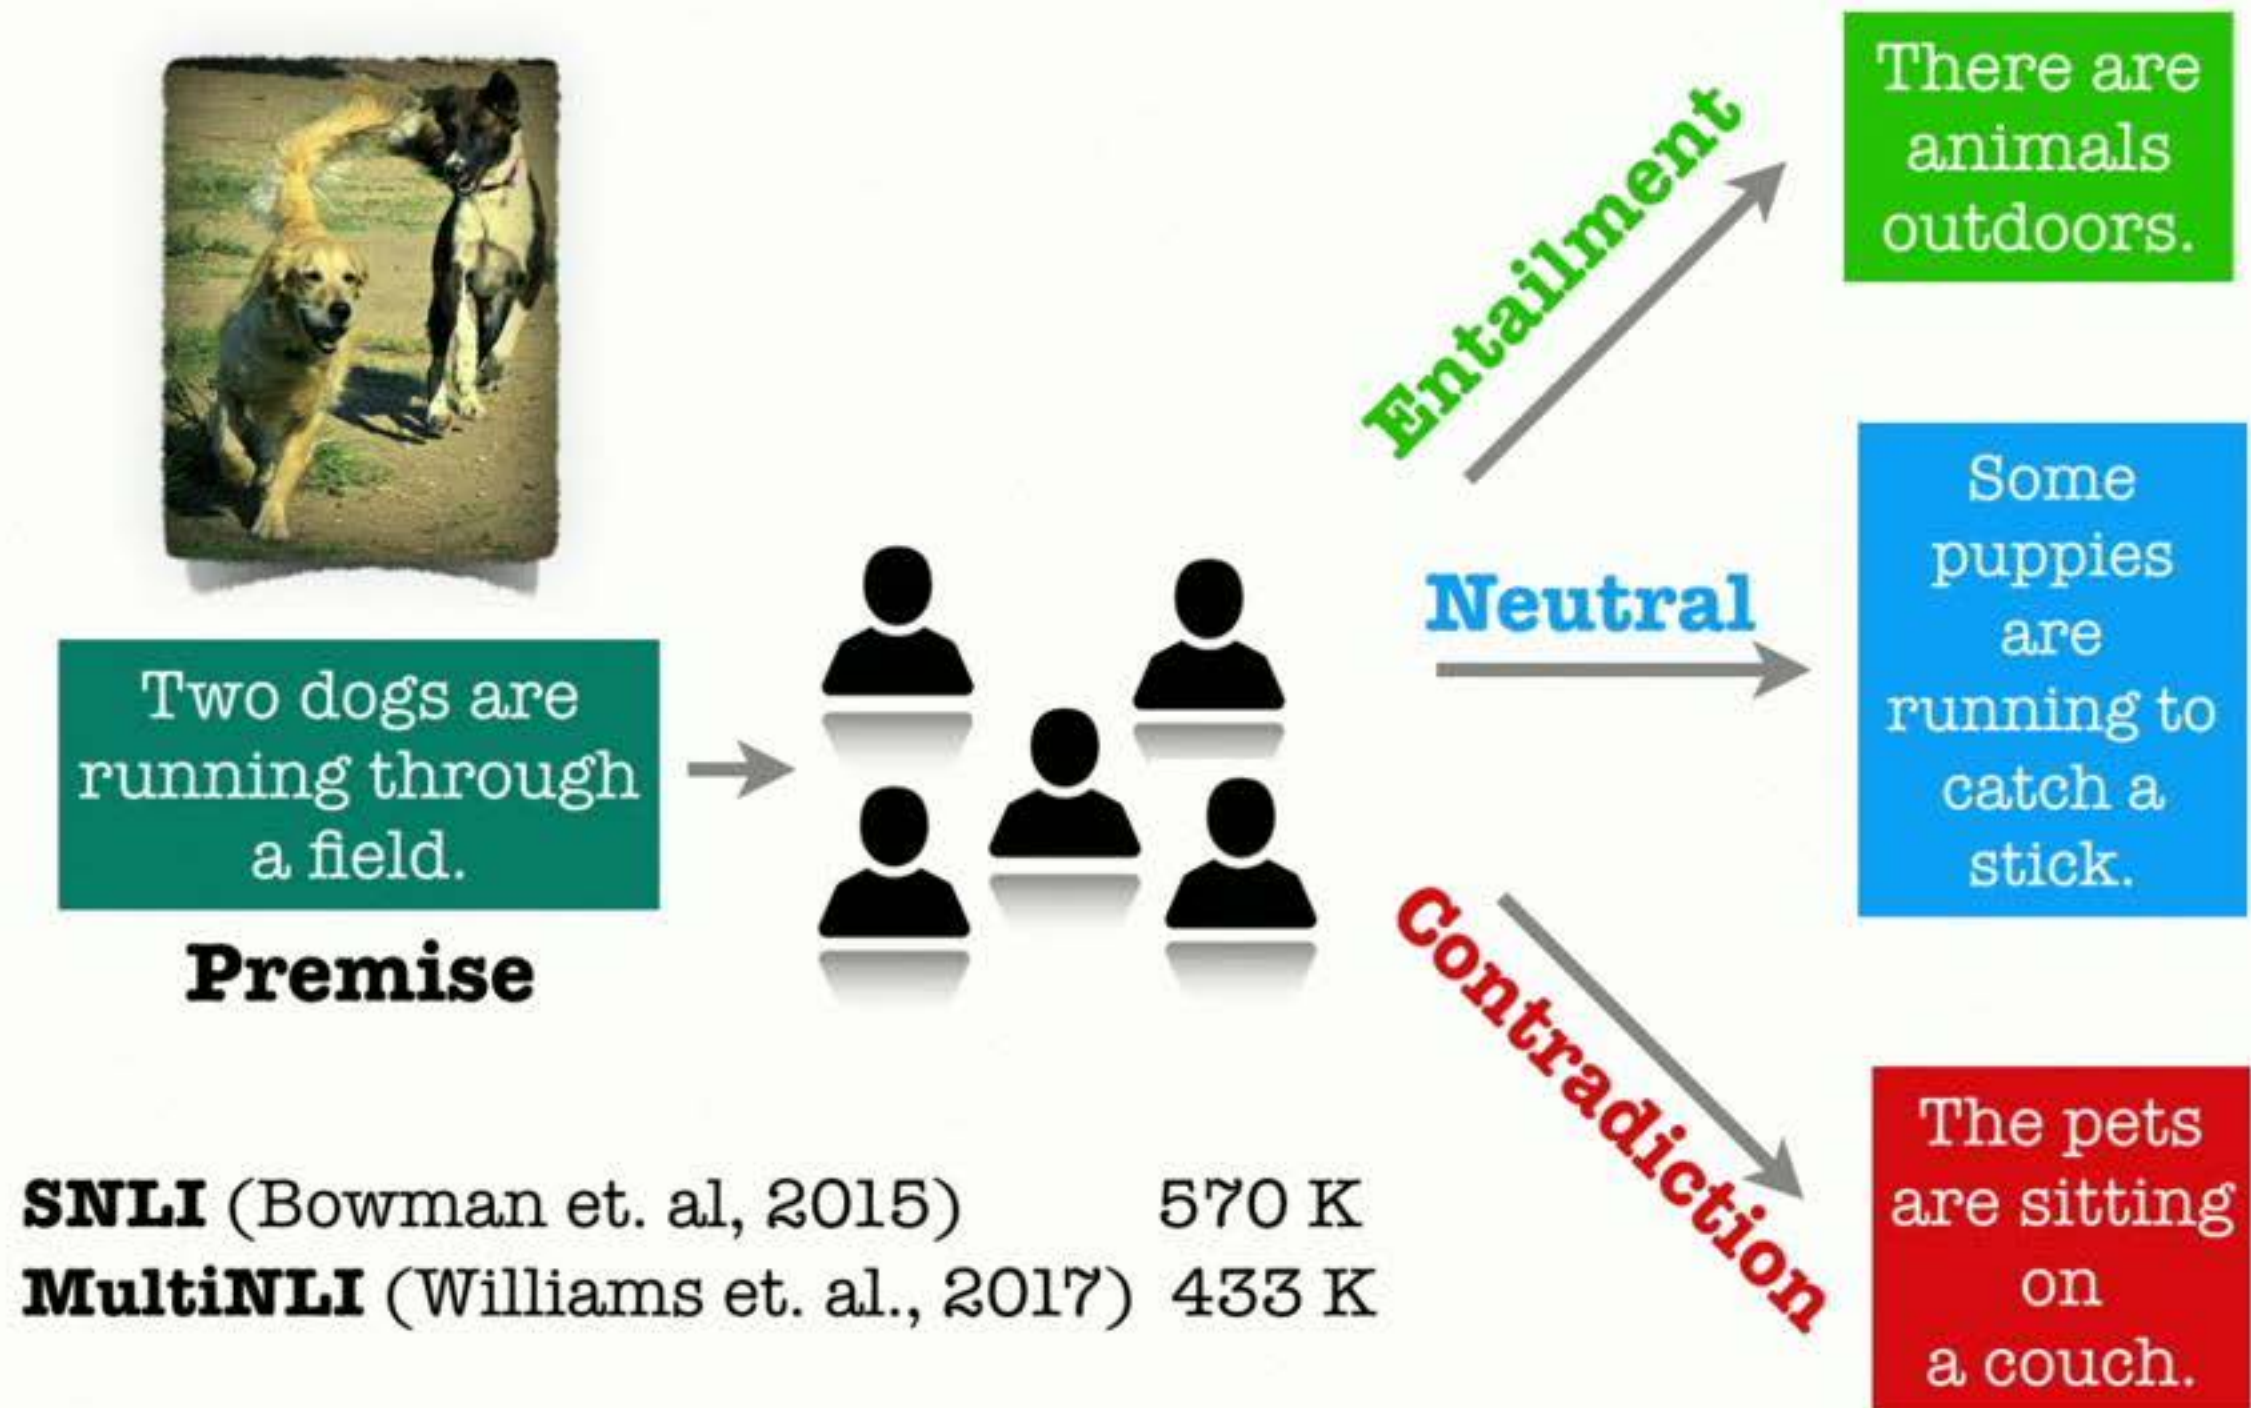 Two dogs are
running through
a field.
Premise
Entailment
There are
animals
outdoors.
Neutral
Some
puppies
are
running to
catch a
stick.
Contradiction
The pets
are sitting
on
a couch.
SNLI (Bowman et. al, 2015) 570 K
MultiNLI (Williams et. al., 2017) 433 K